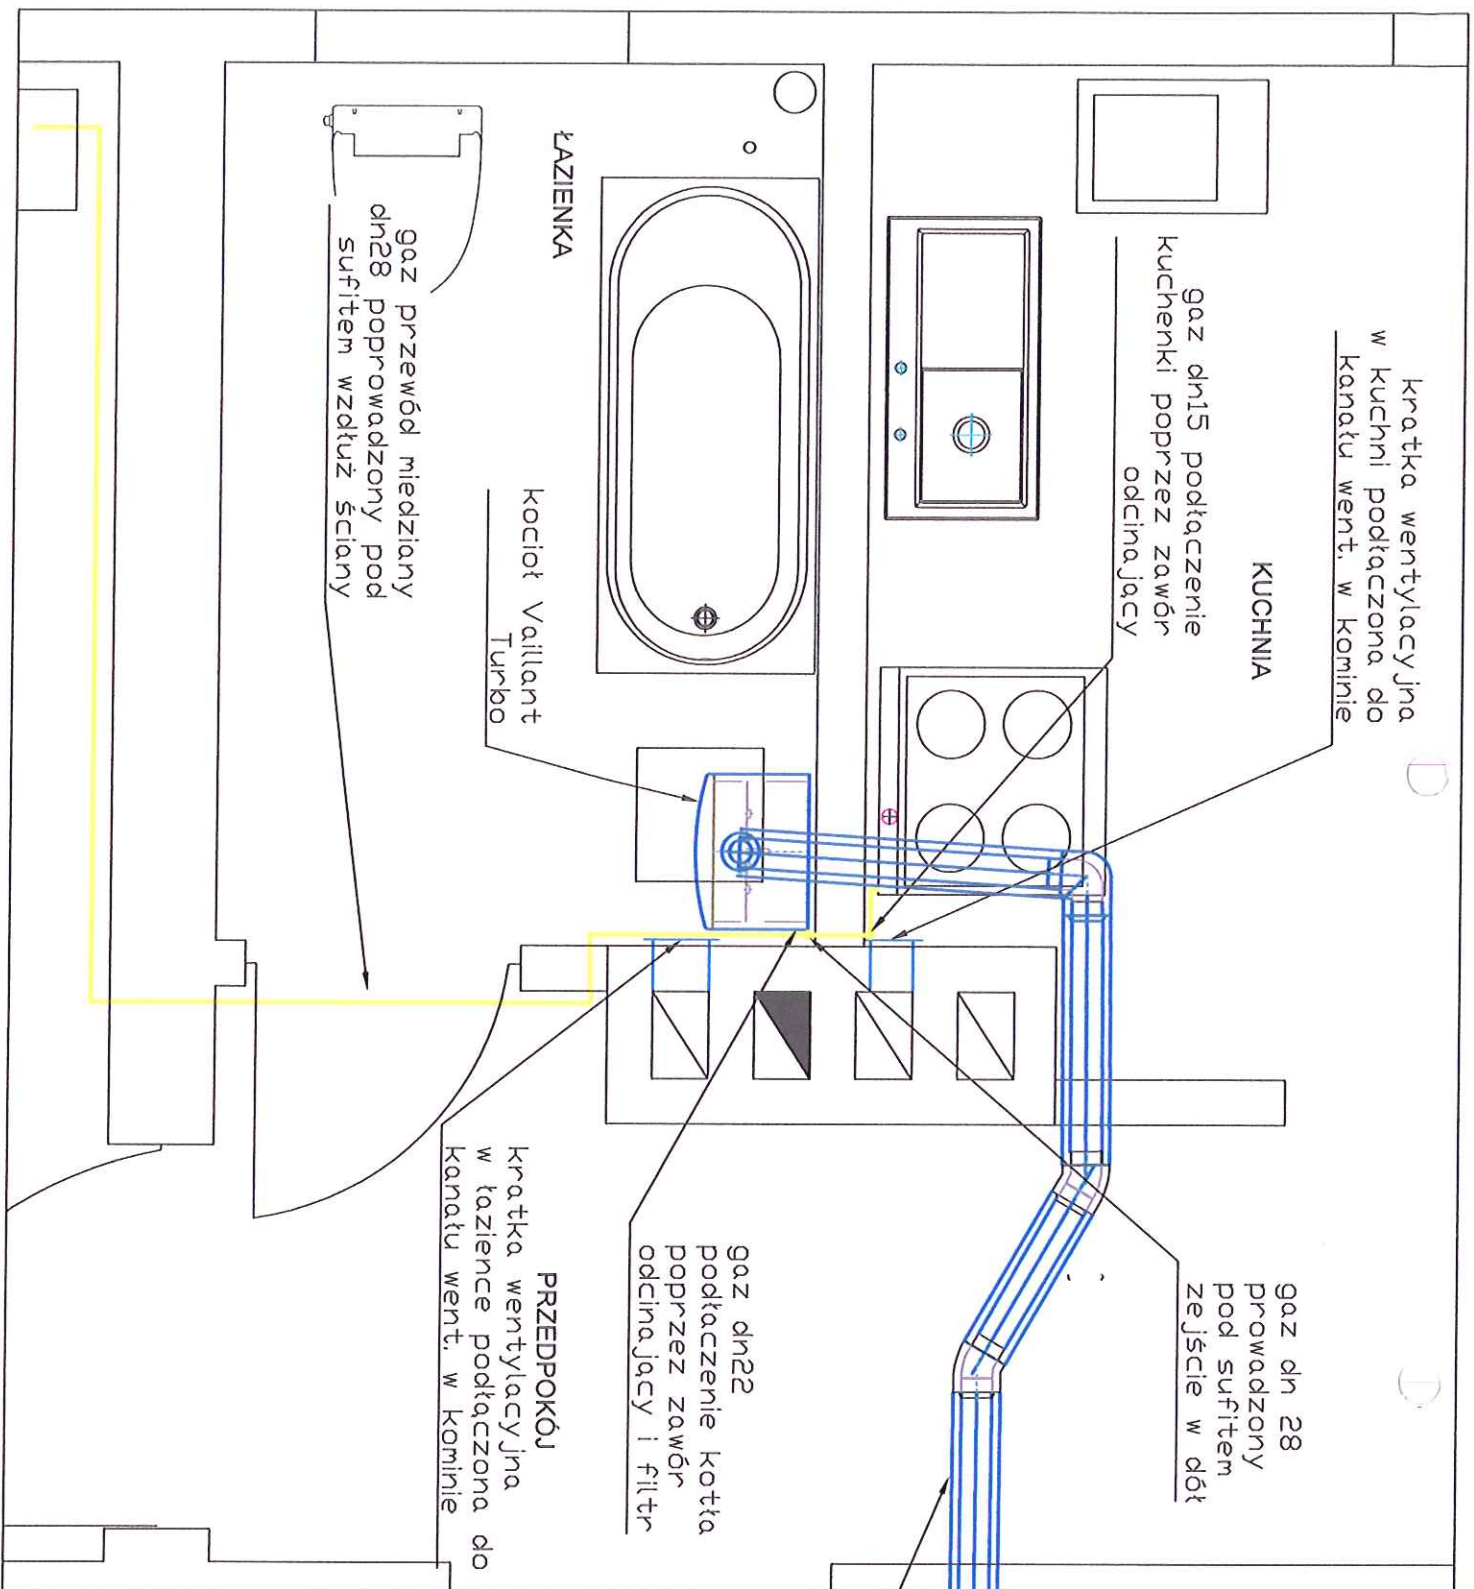 kratka wentylacyjna
w kuchni podłączona do
kanału went. w kominie
KUCHNIA
gaz dn15 podłączenie
kuchenki poprzez zawór
odcinający
ŁAZIENKA
kocioł Vaillant
Turbo
gaz przewód miedziany
dn28 poprowadzony pod
sufitem wzdłuż ściany
gaz dn 28
prowadzony
pod sufitem
zejście w dół
gaz dn22
podłaczenie kotła
poprzez zawór
odcinający i filtr
PRZEDPOKÓJ
kratka wentylacyjna
w łazience podłączona do
kanału went. w kominie